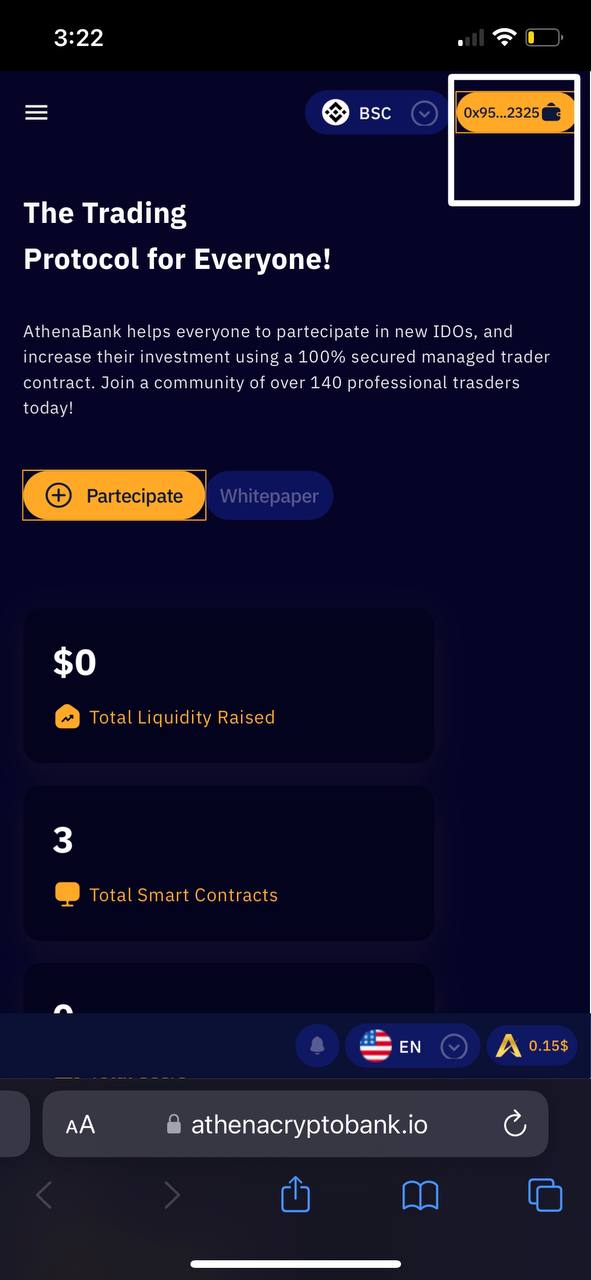 3:22
BSC
0x95...2325
The Trading
Protocol for Everyone!
AthenaBank helps everyone to partecipate in new IDOs, and
increase their investment using a 100% secured managed trader
contract. Join a community of over 140 professional trasders
today!
Partecipate
Whitepaper
$0
Total Liquidity Raised
3
Total Smart Contracts
EN
0.15$
AA
athenacryptobank.io